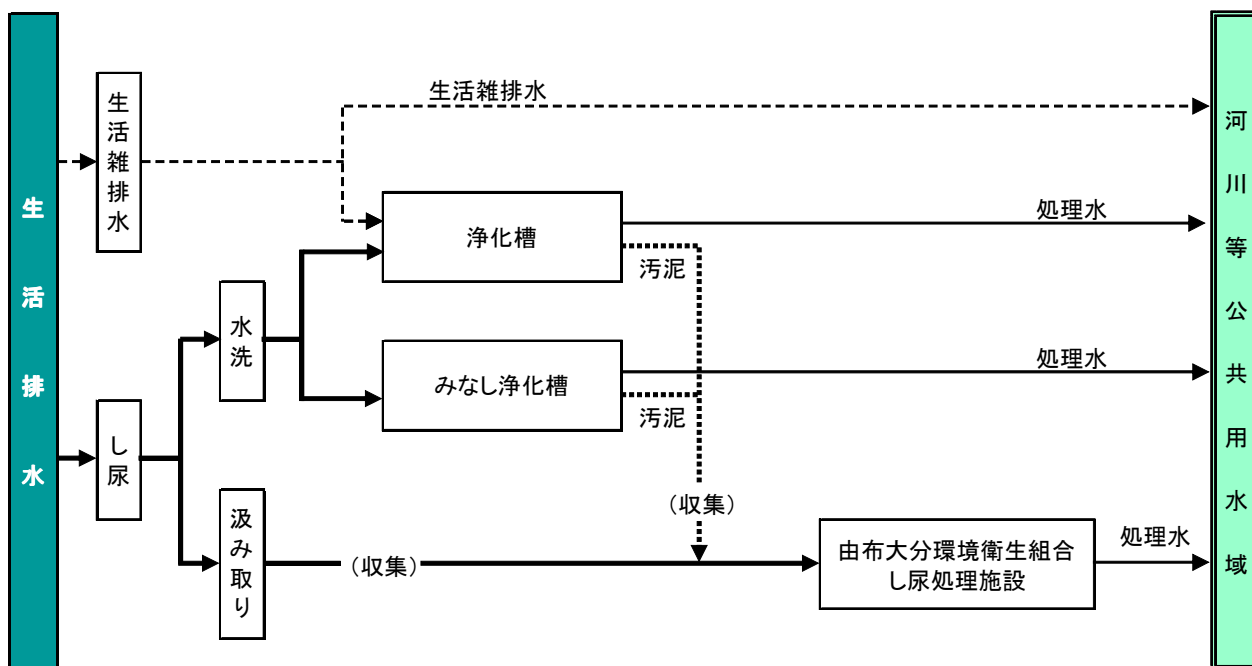 生活排水
生活雑排水
生活雑排水
浄化槽
処理水
汚泥
水洗
みなし浄化槽
処理水
汚泥
し尿
汲み取り
（収集）
（収集）
由布大分環境衛生組合
し尿処理施設
処理水
河川等公共用水域